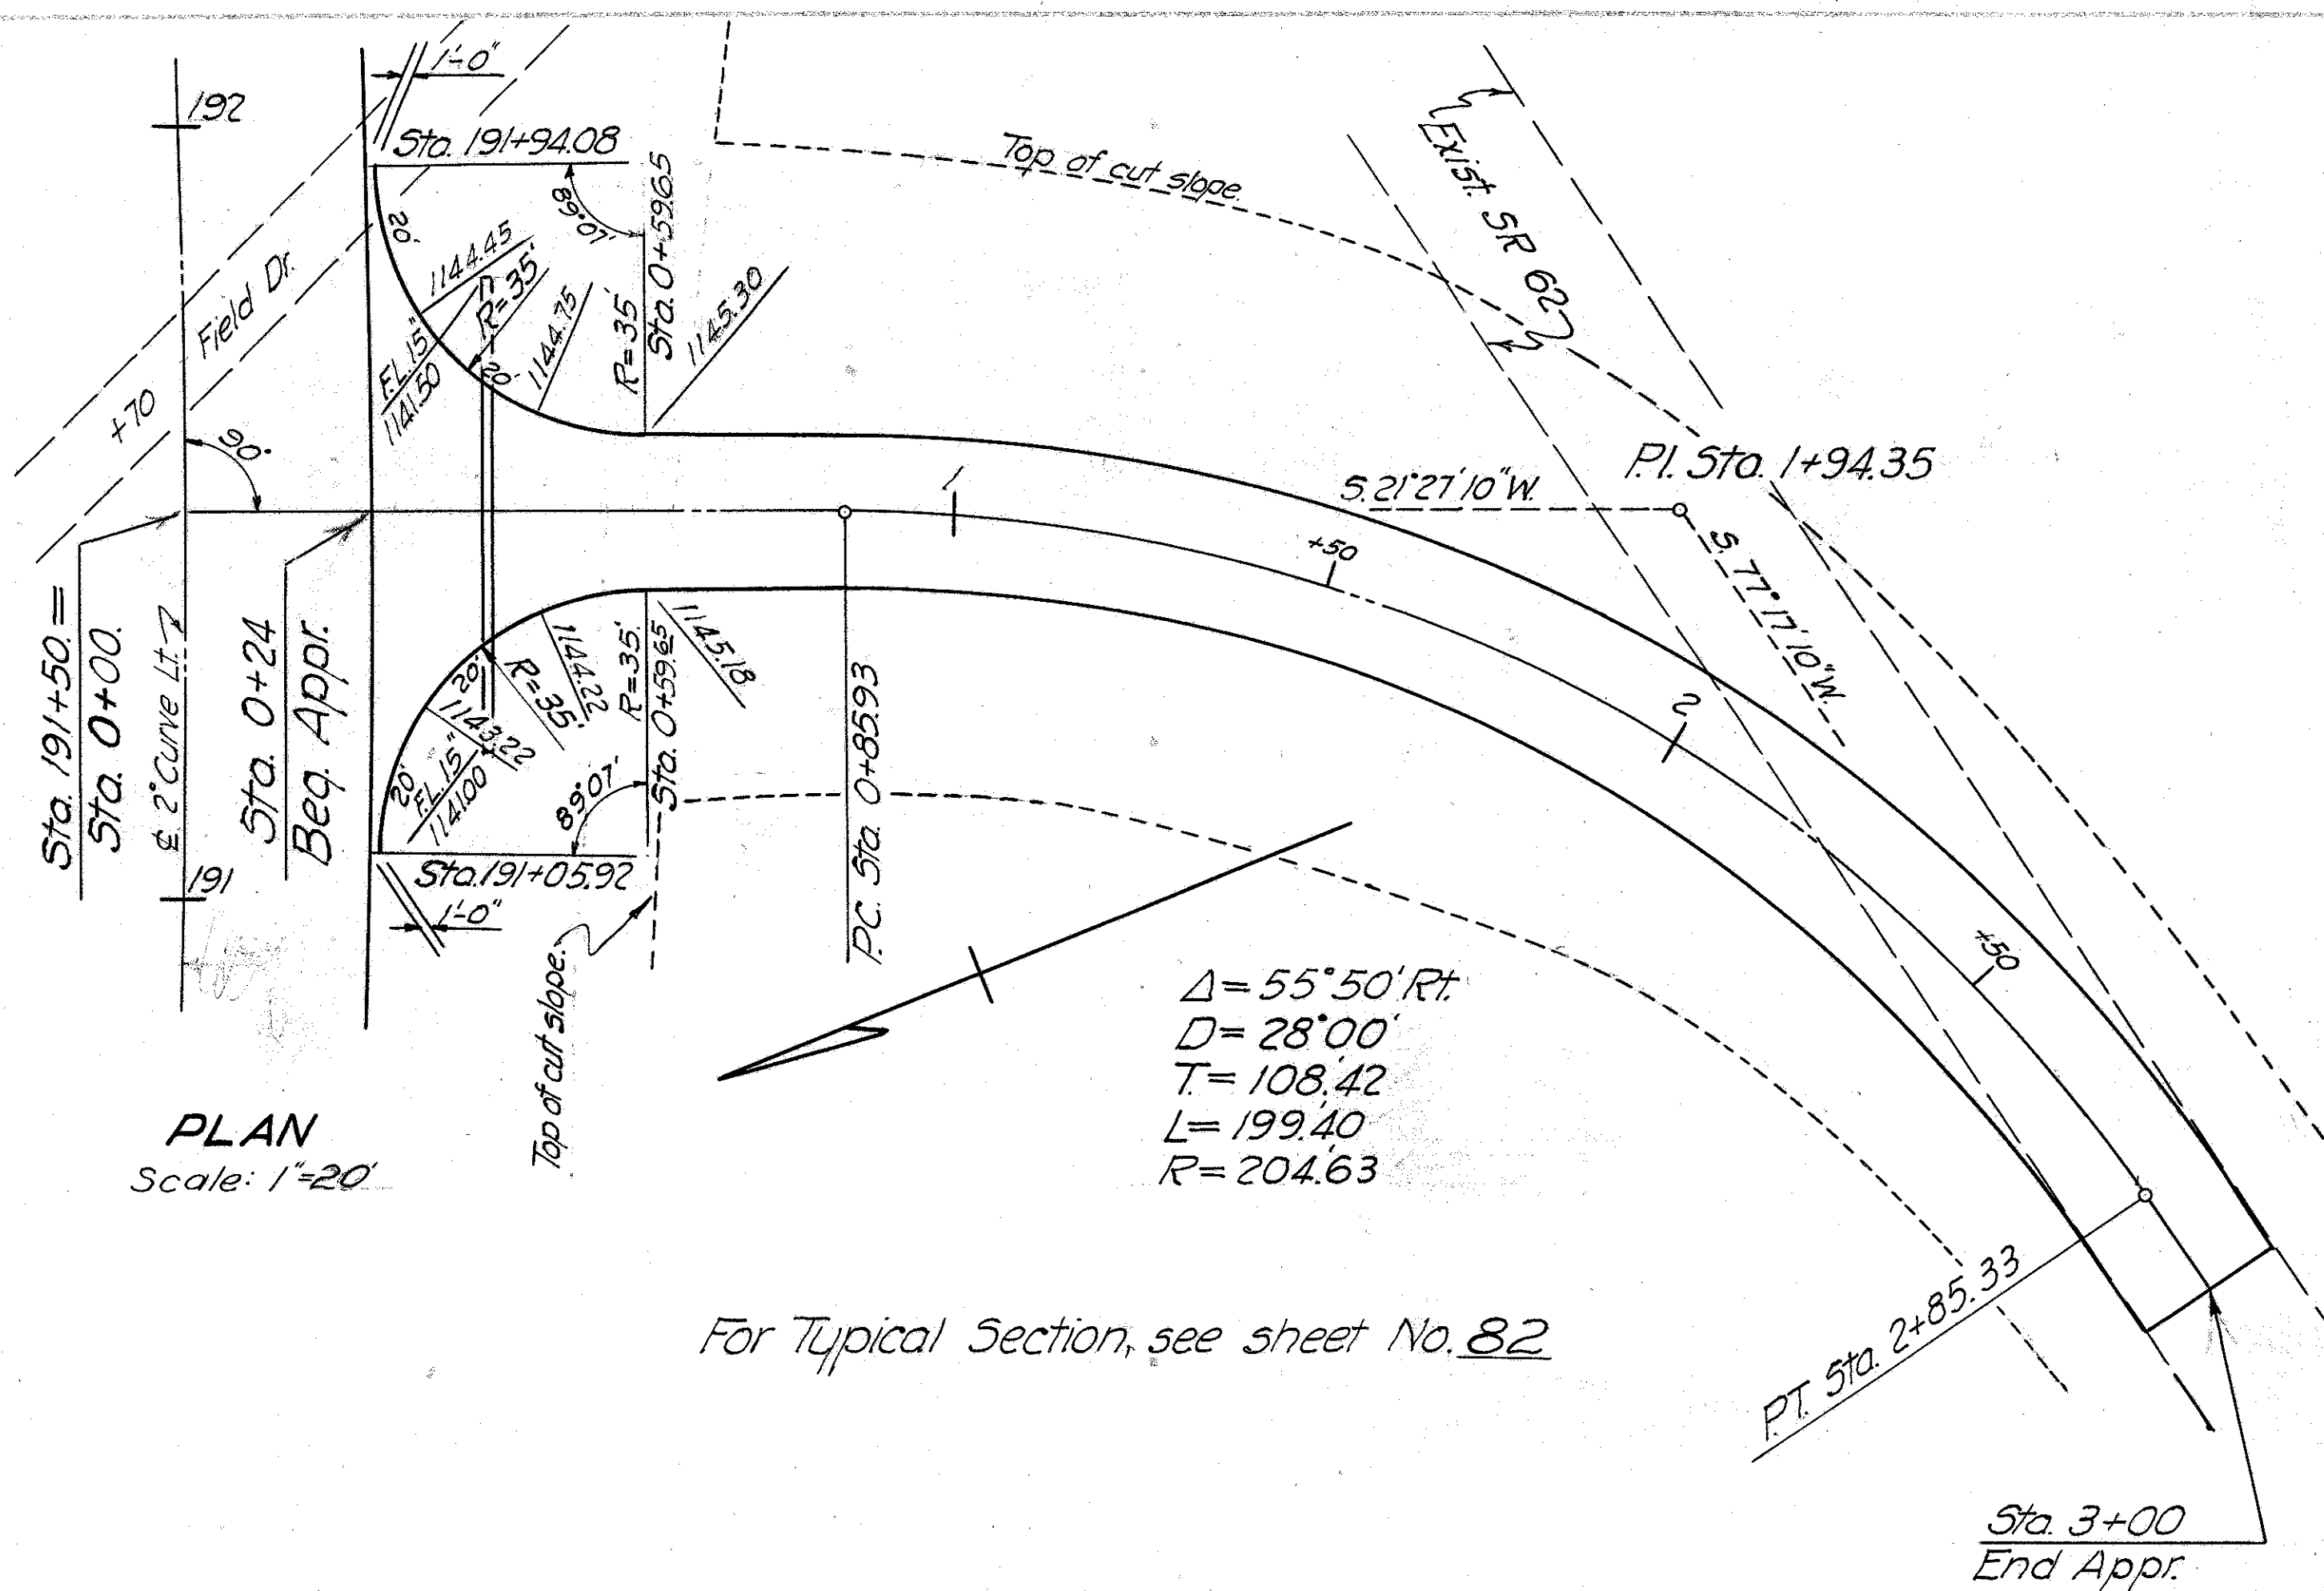 192
1'-0"
Sta. 191+94.08
89°07'
Sta. 0+59.65
R=35
20'
1144.45
R=35'
1144.75
20'
1145.30
F.L. 15"
1141.50
Field Dr.
+70
90°
Top of cut slope.
Exist. SR 62
P.I. Sta. 1+94.35
S.21°27'10"W.
S.77°17'10"W.
1
+50
2
+50
Sta. 191+50.=
Sta. 0+00.
₵ 2° Curve Lt.
Sta. 0+24
Beg. Appr.
191
20'
1143.22
20'
F.L. 15"
1141.00
R=35'
1144.22
R=35'
Sta. 0+59.65
1145.18
89°07'
Sta. 191+05.92
1'-0"
Top of cut slope.
P.C. Sta. 0+85.93
Δ=55°50' Rt.
D=28°00'
T.=108.'42
L=199.'40
R=204.'63
PLAN
Scale: 1"=20'
For Typical Section, see sheet No. 82
P.T. Sta. 2+85.33
Sta. 3+00
End Appr.